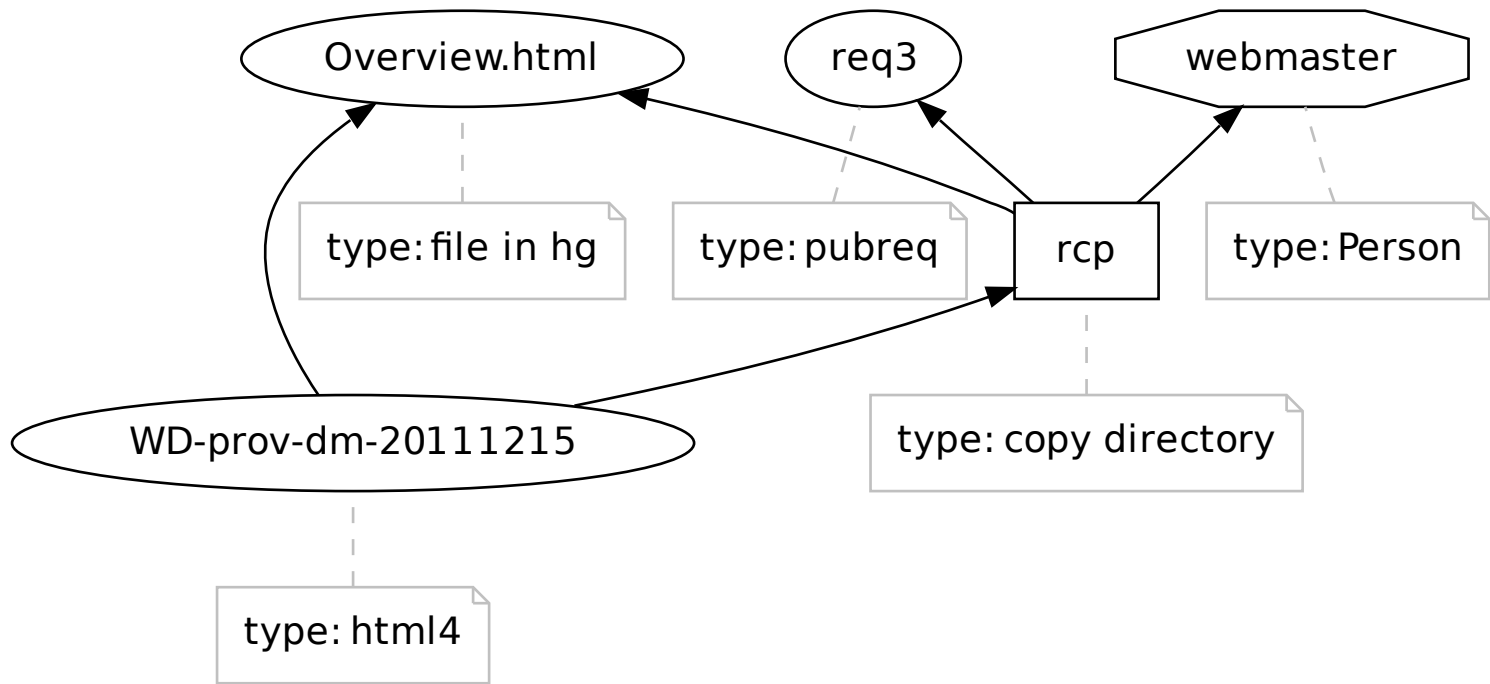 Overview.html
req3
webmaster
type: file in hg
type: pubreq
rcp
type: Person
WD-prov-dm-20111215
type: copy directory
type: html4